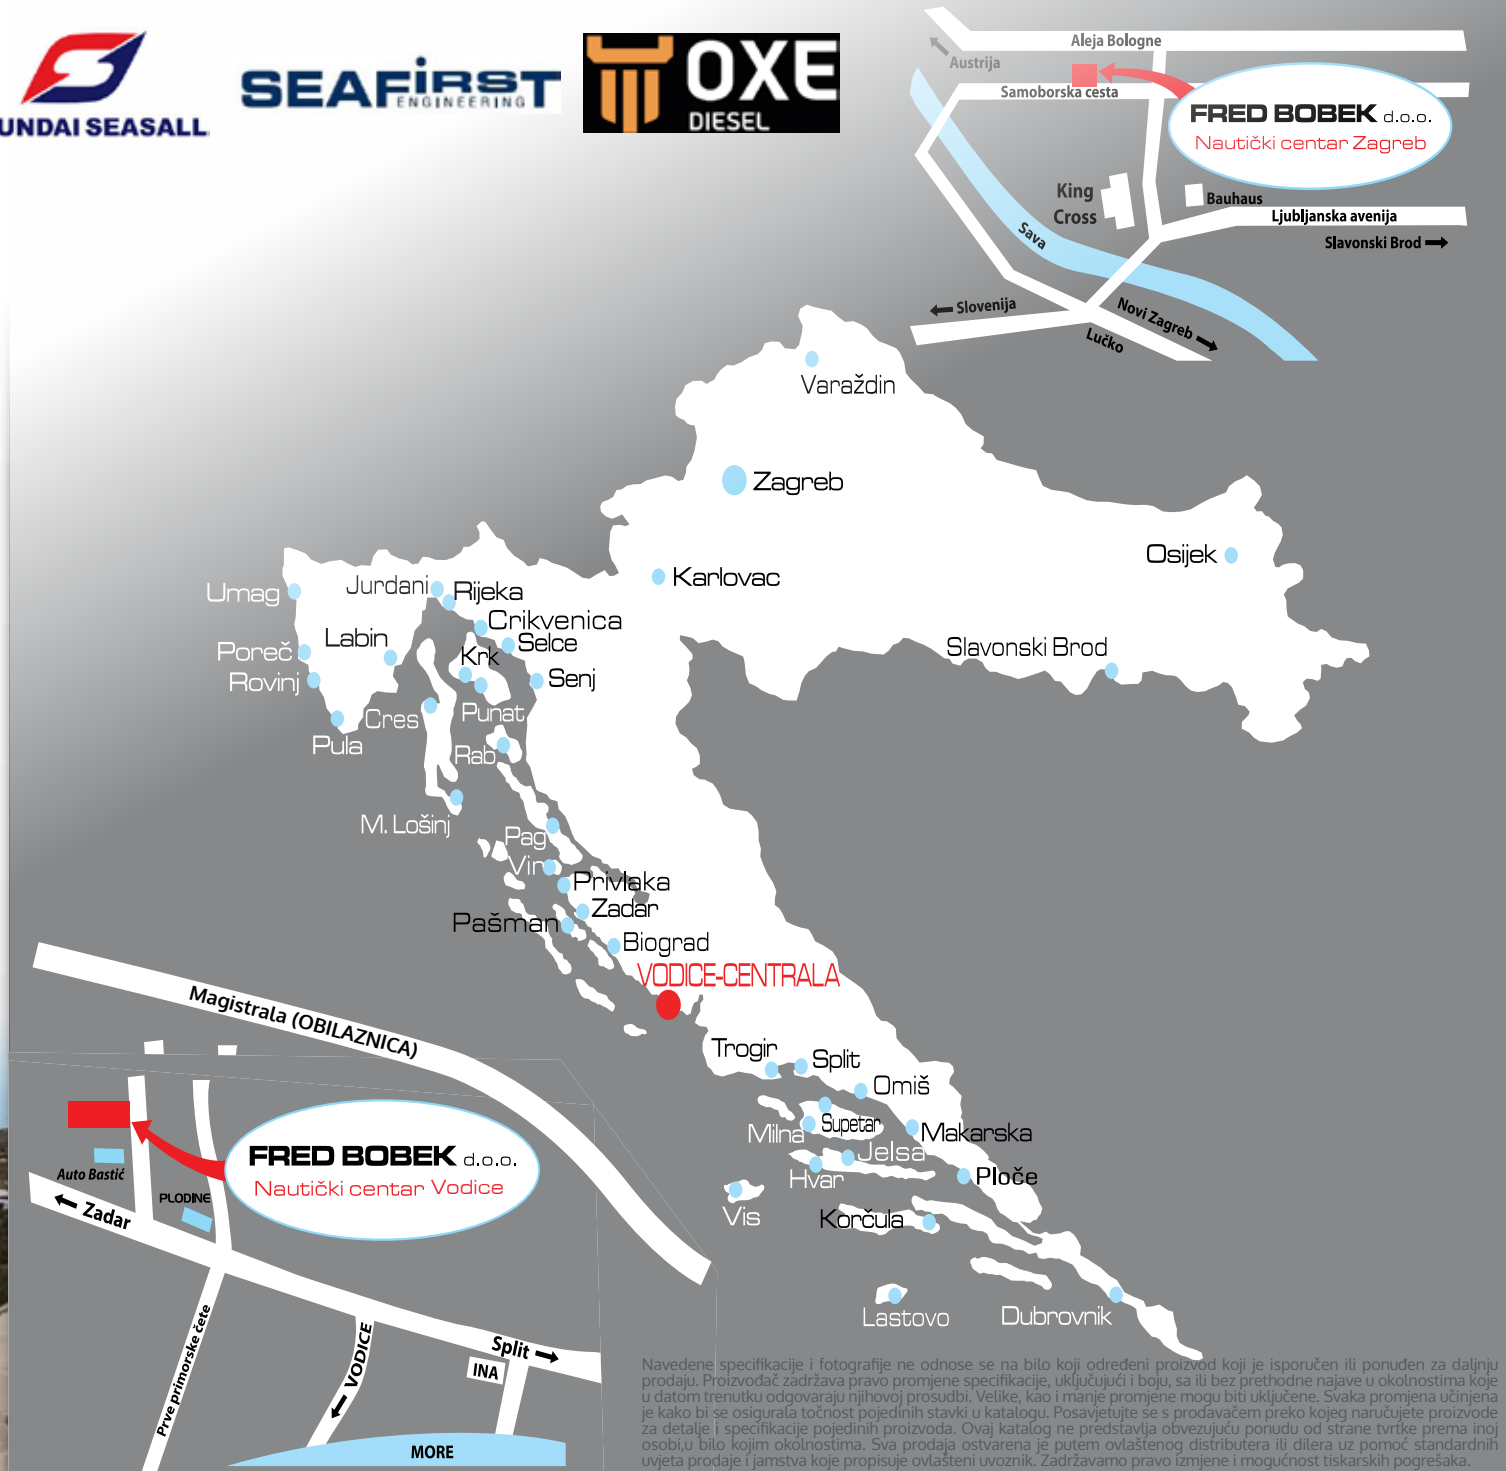 UNDAI SEASALL
SEAFiRST
ENGINEERING
OXE
DIESEL
Aleja Bologne
Austrija
Samoborska cesta
FRED BOBEK d.o.o.
Nautički centar Zagreb
King
Cross
Bauhaus
Ljubljanska avenija
Slavonski Brod
Sava
Slovenija
Novi Zagreb
Lučko
Varaždin
Zagreb
Osijek
Karlovac
Umag
Jurdani
Rijeka
Crikvenica
Labin
Selce
Poreč
Krk
Slavonski Brod
Rovinj
Senj
Cres
Punat
Pula
Rab
M. Lošinj
Pag
Vir
Privlaka
Zadar
Pašman
Biograd
VODICE-CENTRALA
Trogir
Split
Omiš
Milna
Supetar
Makarska
Jelsa
Hvar
Ploče
Vis
Korčula
Lastovo
Dubrovnik
Magistrala (OBILAZNICA)
FRED BOBEK d.o.o.
Nautički centar Vodice
Auto Bastić
PLODINE
Zadar
Prve primorske čete
VODICE
Split
INA
MORE
Navedene specifikacije i fotografije ne odnose se na bilo koji određeni proizvod koji je isporučen ili ponuđen za daljnju
prodaju. Proizvođač zadržava pravo promjene specifikacije, uključujući i boju, sa ili bez prethodne najave u okolnostima koje
u datom trenutku odgovaraju njihovoj prosudbi. Velike, kao i manje promjene mogu biti uključene. Svaka promjena učinjena
je kako bi se osigurala točnost pojedinih stavki u katalogu. Posavjetujte se s prodavačem preko kojeg naručujete proizvode
za detalje i specifikacije pojedinih proizvoda. Ovaj katalog ne predstavlja obvezujuću ponudu od strane tvrtke prema inoj
osobi,u bilo kojim okolnostima. Sva prodaja ostvarena je putem ovlaštenog distributera ili dilera uz pomoć standardnih
uvjeta prodaje i jamstva koje propisuje ovlašteni uvoznik. Zadržavamo pravo izmjene i mogućnost tiskarskih pogrešaka.